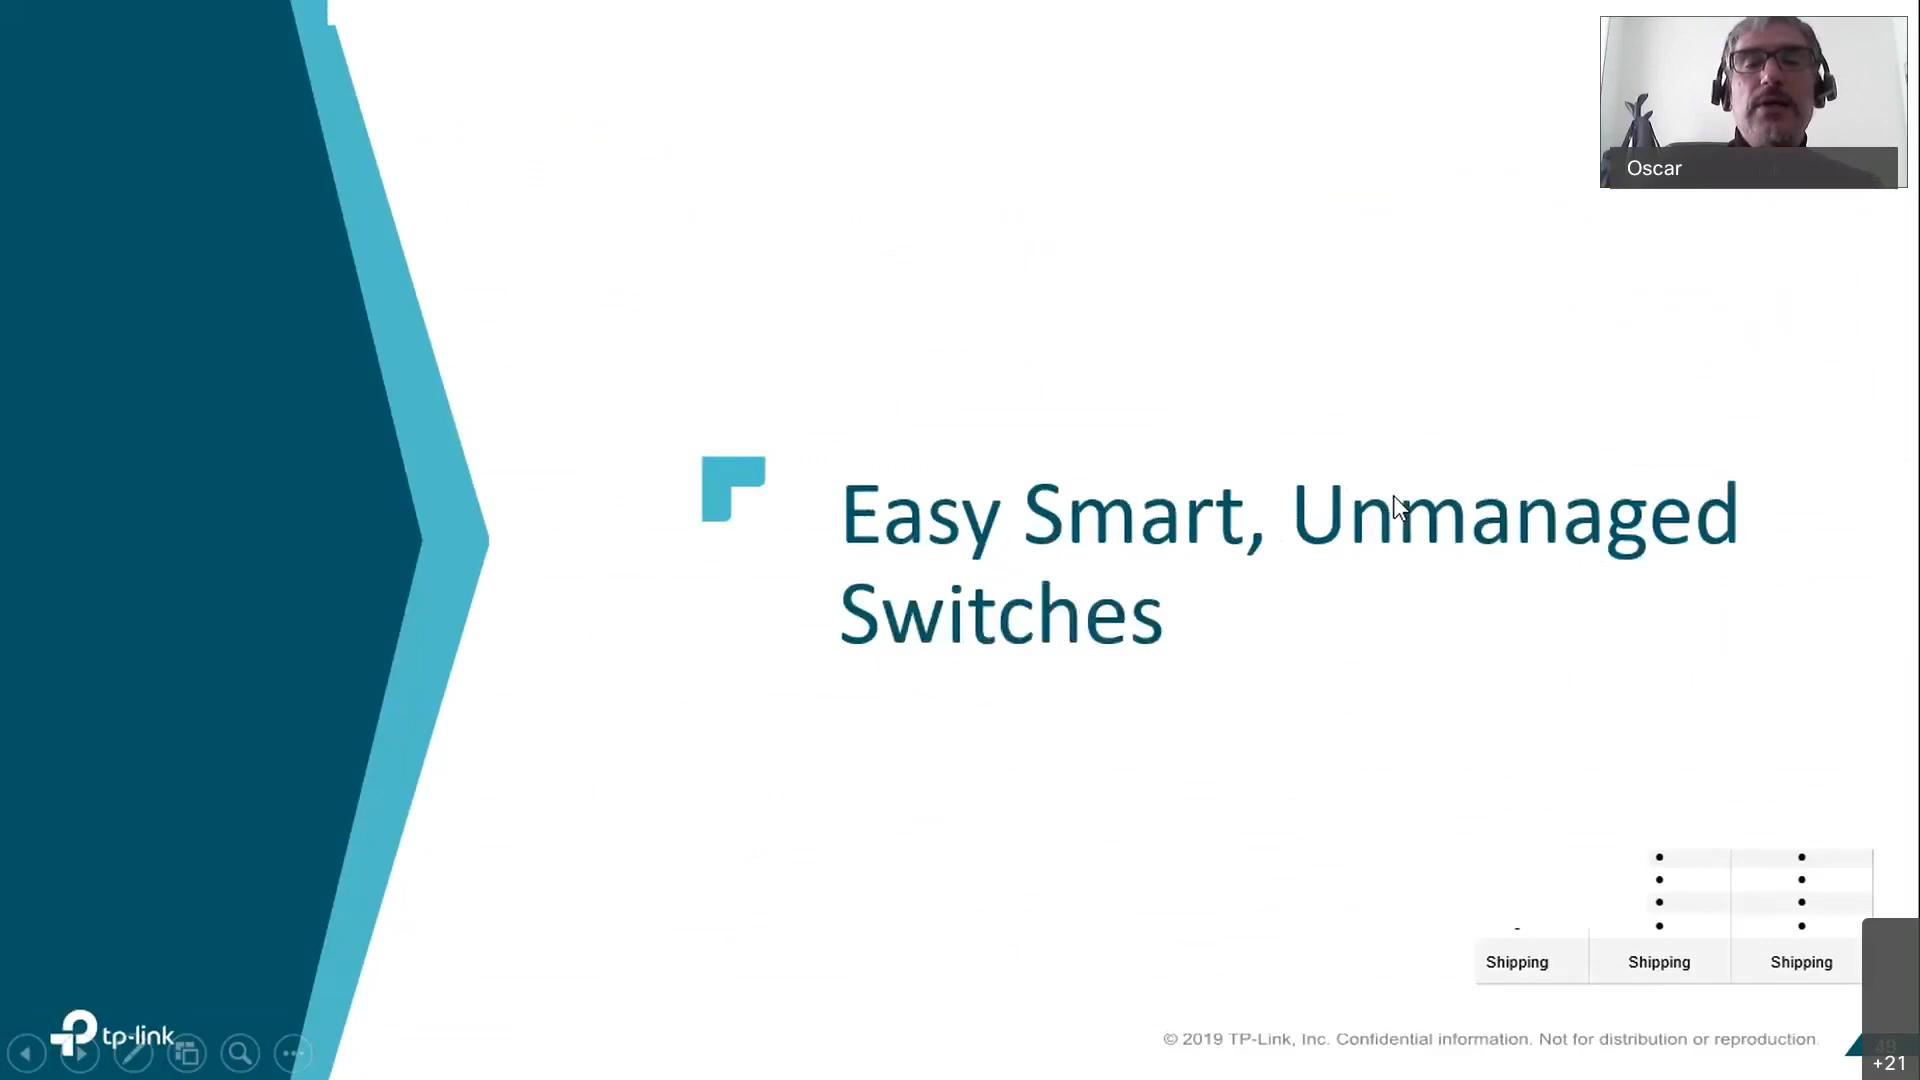 Oscar
Easy Smart, Unmanaged
Switches
Shipping Shipping Shipping
tp-link
© 2019 TP-Link, Inc. Confidential information. Not for distribution or reproduction.
49
+21